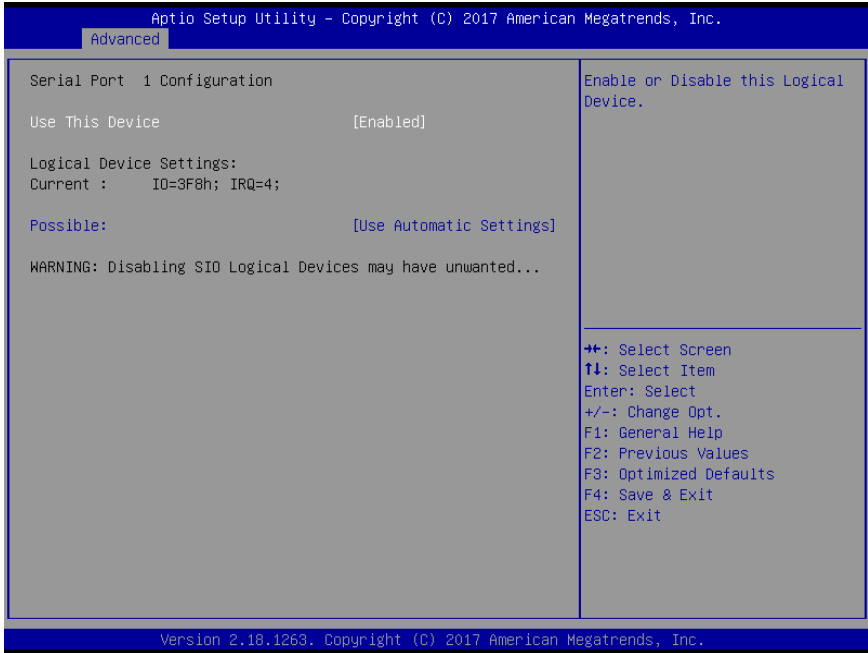 Aptio Setup Utility – Copyright (C) 2017 American Megatrends, Inc.
Advanced
Serial Port 1 Configuration
Use This Device [Enabled]
Logical Device Settings:
Current : IO=3F8h; IRQ=4;
Possible: [Use Automatic Settings]
WARNING: Disabling SIO Logical Devices may have unwanted...
Enable or Disable this Logical
Device.
→←: Select Screen
↑↓: Select Item
Enter: Select
+/-: Change Opt.
F1: General Help
F2: Previous Values
F3: Optimized Defaults
F4: Save & Exit
ESC: Exit
Version 2.18.1263. Copyright (C) 2017 American Megatrends, Inc.